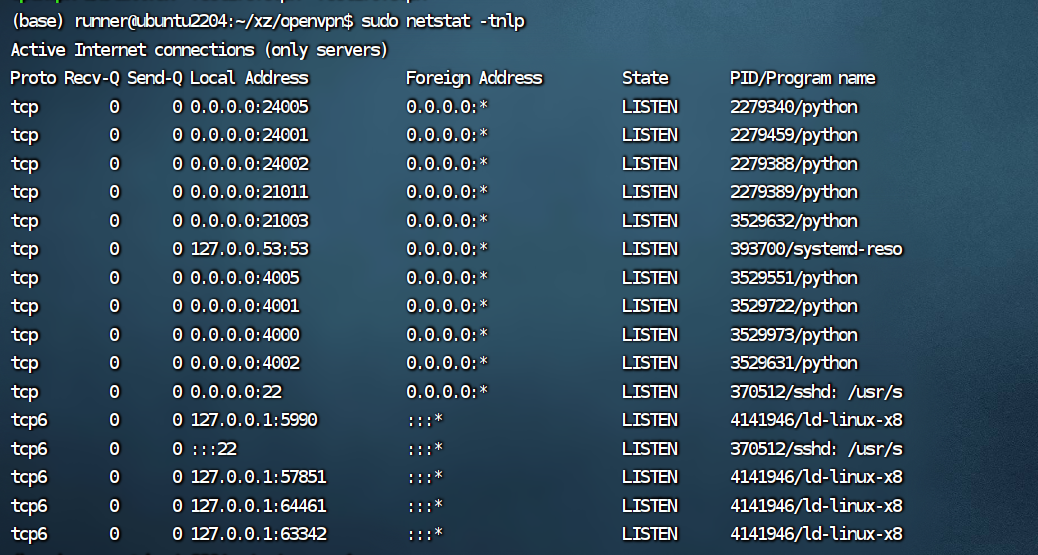 (base) runner@ubuntu2204:~/xz/openvpn$ sudo netstat -tnlp
Active Internet connections (only servers)
Proto Recv-Q Send-Q Local Address           Foreign Address         State       PID/Program name
tcp        0      0 0.0.0.0:24005           0.0.0.0:*               LISTEN      2279340/python
tcp        0      0 0.0.0.0:24001           0.0.0.0:*               LISTEN      2279459/python
tcp        0      0 0.0.0.0:24002           0.0.0.0:*               LISTEN      2279388/python
tcp        0      0 0.0.0.0:21011           0.0.0.0:*               LISTEN      2279389/python
tcp        0      0 0.0.0.0:21003           0.0.0.0:*               LISTEN      3529632/python
tcp        0      0 127.0.0.53:53           0.0.0.0:*               LISTEN      393700/systemd-reso
tcp        0      0 0.0.0.0:4005            0.0.0.0:*               LISTEN      3529551/python
tcp        0      0 0.0.0.0:4001            0.0.0.0:*               LISTEN      3529722/python
tcp        0      0 0.0.0.0:4000            0.0.0.0:*               LISTEN      3529973/python
tcp        0      0 0.0.0.0:4002            0.0.0.0:*               LISTEN      3529631/python
tcp        0      0 0.0.0.0:22              0.0.0.0:*               LISTEN      370512/sshd: /usr/s
tcp6       0      0 127.0.0.1:5990          :::*                    LISTEN      4141946/ld-linux-x8
tcp6       0      0 :::22                   :::*                    LISTEN      370512/sshd: /usr/s
tcp6       0      0 127.0.0.1:57851         :::*                    LISTEN      4141946/ld-linux-x8
tcp6       0      0 127.0.0.1:64461         :::*                    LISTEN      4141946/ld-linux-x8
tcp6       0      0 127.0.0.1:63342         :::*                    LISTEN      4141946/ld-linux-x8